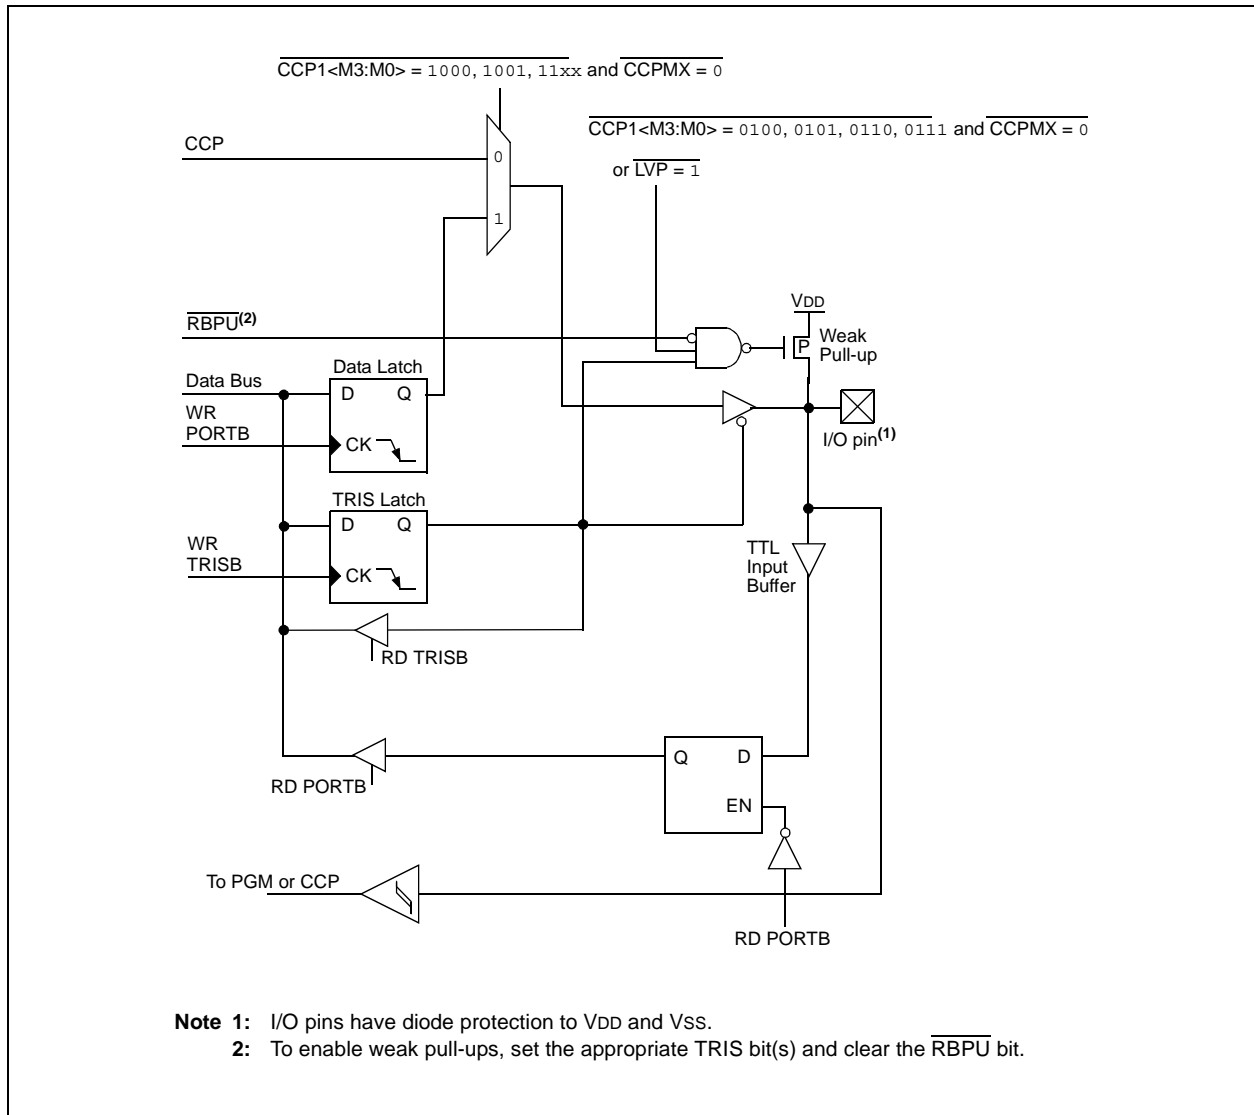 CCP1<M3:M0> = 1000, 1001, 11xx and CCPMX = 0
CCP1<M3:M0> = 0100, 0101, 0110, 0111 and CCPMX = 0
or LVP = 1
CCP
0
1
RBPU(2)
VDD
P
Weak
Pull-up
Data Bus
Data Latch
D Q
CK
WR
PORTB
I/O pin(1)
TRIS Latch
D Q
CK
WR
TRISB
TTL
Input
Buffer
RD TRISB
Q D
EN
RD PORTB
To PGM or CCP
RD PORTB
Note 1: I/O pins have diode protection to VDD and VSS.
2: To enable weak pull-ups, set the appropriate TRIS bit(s) and clear the RBPU bit.